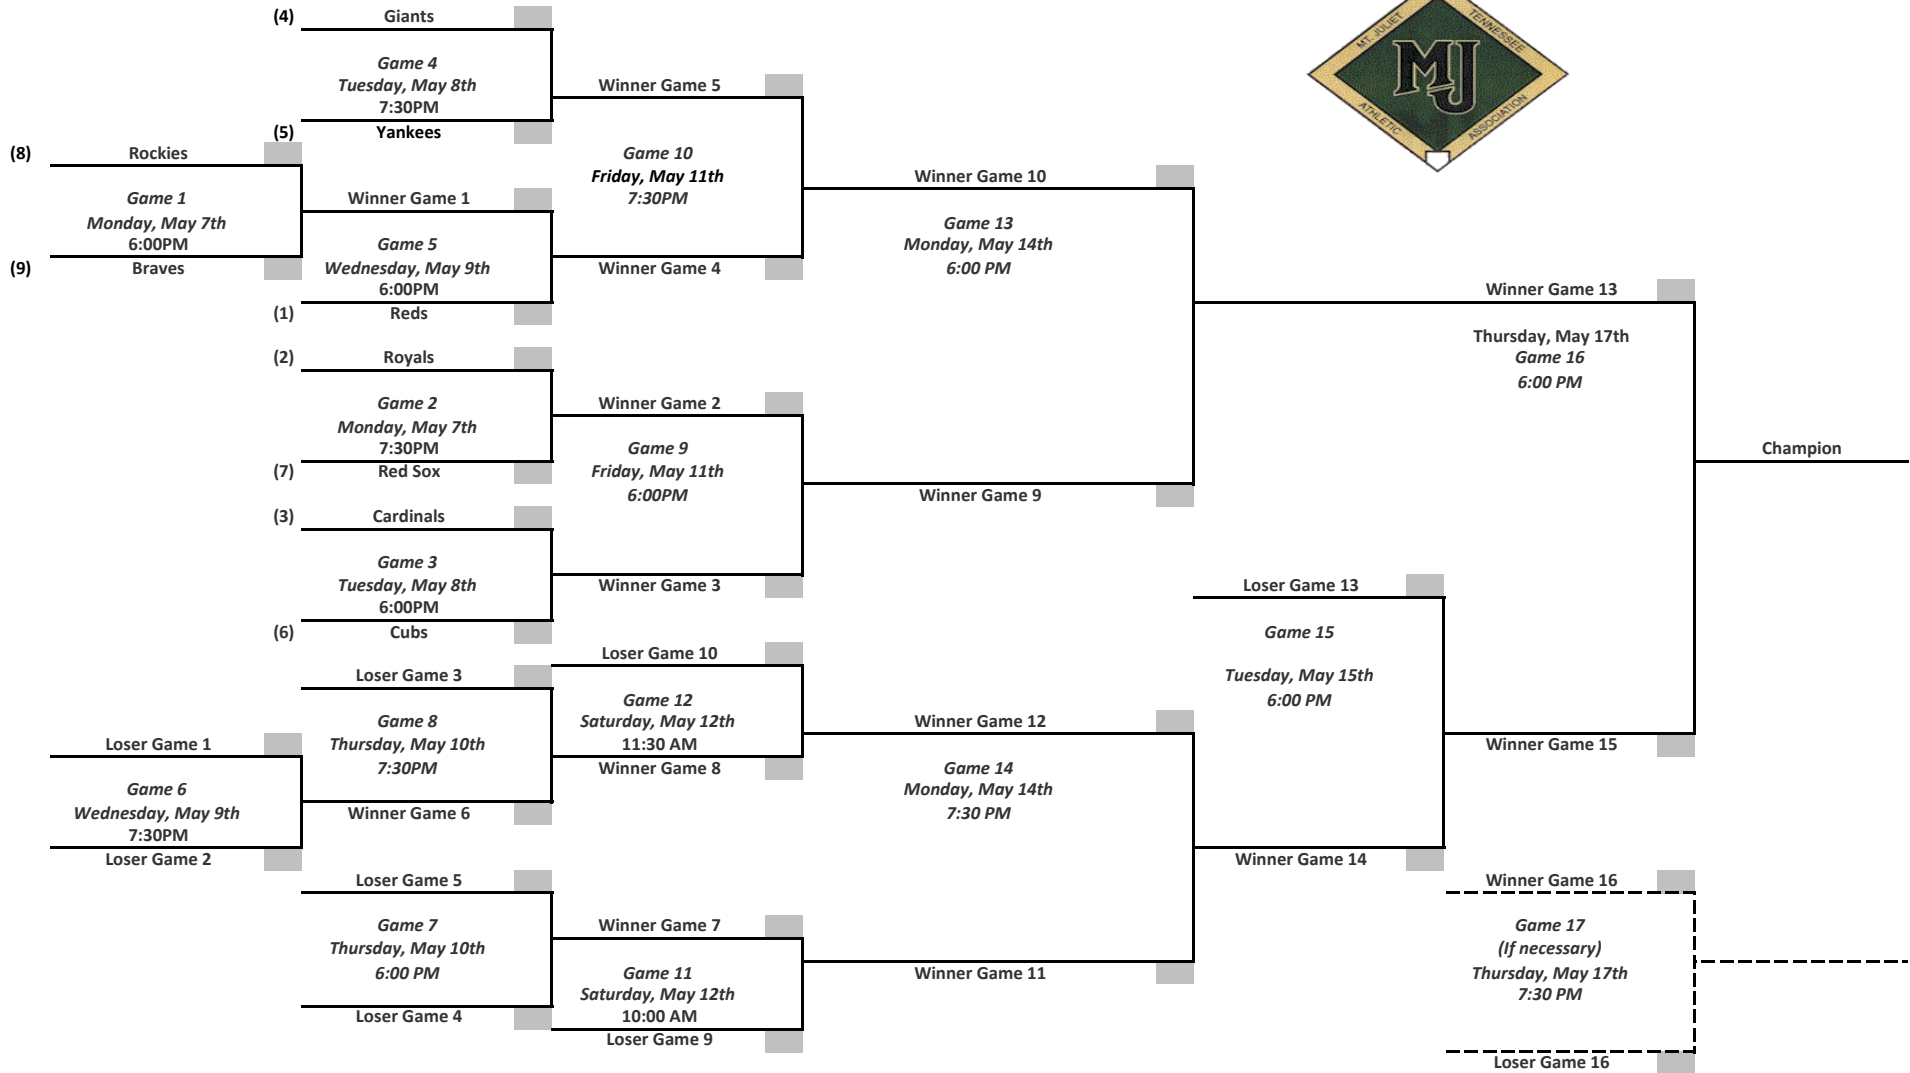 (4) Giants
Game 4
Tuesday, May 8th
7:30PM
(5) Yankees
(8) Rockies
Game 1
Monday, May 7th
6:00PM
(9) Braves
Winner Game 1
Game 5
Wednesday, May 9th
6:00PM
(1) Reds
(2) Royals
Game 2
Monday, May 7th
7:30PM
(7) Red Sox
(3) Cardinals
Game 3
Tuesday, May 8th
6:00PM
(6) Cubs
Winner Game 5
Game 10
Friday, May 11th
7:30PM
Winner Game 4
Winner Game 2
Game 9
Friday, May 11th
6:00PM
Winner Game 3
Winner Game 10
Game 13
Monday, May 14th
6:00 PM
Winner Game 9
MT. JULIET
TENNESSEE
MJ
ATHLETIC
ASSOCIATION
Winner Game 13
Thursday, May 17th
Game 16
6:00 PM
Winner Game 15
Champion
Loser Game 1
Game 6
Wednesday, May 9th
7:30PM
Loser Game 2
Loser Game 3
Game 8
Thursday, May 10th
7:30PM
Winner Game 6
Loser Game 5
Game 7
Thursday, May 10th
6:00 PM
Loser Game 4
Loser Game 10
Game 12
Saturday, May 12th
11:30 AM
Winner Game 8
Winner Game 7
Game 11
Saturday, May 12th
10:00 AM
Loser Game 9
Winner Game 12
Game 14
Monday, May 14th
7:30 PM
Winner Game 11
Loser Game 13
Game 15
Tuesday, May 15th
6:00 PM
Winner Game 14
Winner Game 16
Game 17
(If necessary)
Thursday, May 17th
7:30 PM
Loser Game 16